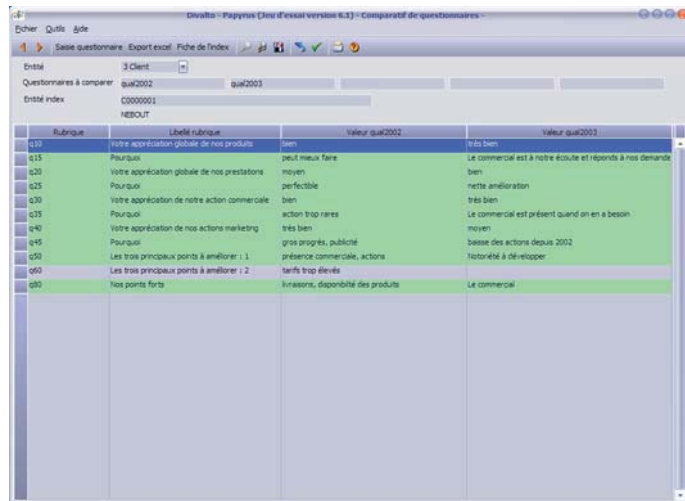 Divalto - Papyrus (Jeu d'essai version 6.1) - Comparatif de questionnaires -
Fichier Outils Aide
Saisie questionnaire Export excel Fiche de l'index
Entité 3 Client
Questionnaires à comparer qual2002 qual2003
Entité index C0000001
NEBOUT
Rubrique Libellé rubrique Valeur qual2002 Valeur qual2003
q10 Votre appréciation globale de nos produits bien très bien
q15 Pourquoi peut mieux faire Le commercial est à notre écoute et réponds à nos demande
q20 Votre appréciation globale de nos prestations moyen bien
q25 Pourquoi perfectible nette amélioration
q30 Votre appréciation de notre action commerciale bien très bien
q35 Pourquoi action trop rares Le commercial est présent quand on en a besoin
q40 Votre appréciation de nos actions marketing très bien moyen
q45 Pourquoi gros progrès, publicité baisse des actions depuis 2002
q50 Les trois principaux points à améliorer : 1 présence commerciale, actions Notoriété à développer
q60 Les trois principaux points à améliorer : 2 tarifs trop élevés
q80 Nos points forts livraisons, disponiblité des produits Le commercial